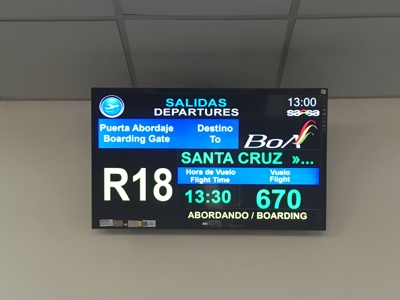 SALIDAS
DEPARTURES
13:00
sabsa
Puerta Abordaje
Boarding Gate
Destino
To
BoA
SANTA CRUZ »...
R18
Hora de Vuelo
Flight Time
Vuelo
Flight
13:30
670
ABORDANDO / BOARDING